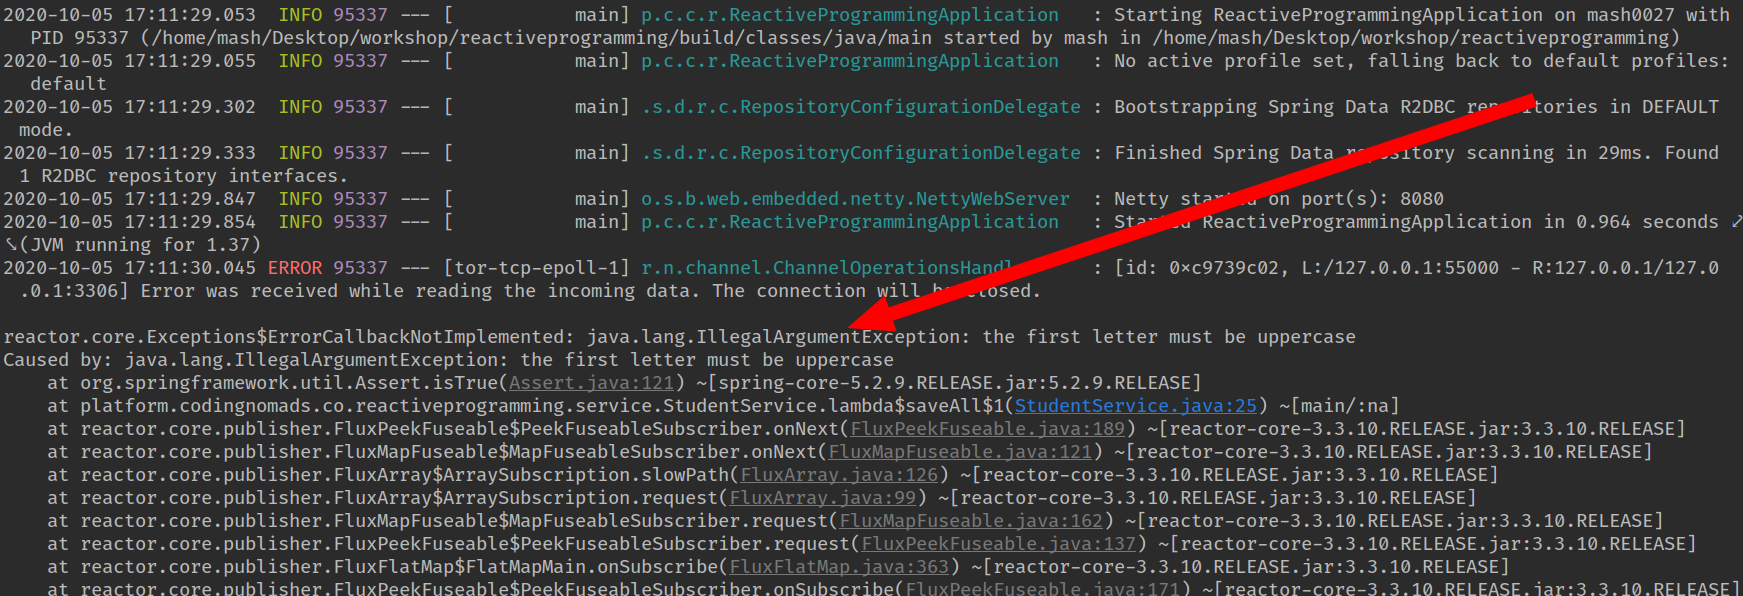 2020-10-05 17:11:29.053  INFO 95337 --- [           main] p.c.c.r.ReactiveProgrammingApplication   : Starting ReactiveProgrammingApplication on mash0027 with
PID 95337 (/home/mash/Desktop/workshop/reactiveprogramming/build/classes/java/main started by mash in /home/mash/Desktop/workshop/reactiveprogramming)
2020-10-05 17:11:29.055  INFO 95337 --- [           main] p.c.c.r.ReactiveProgrammingApplication   : No active profile set, falling back to default profiles:
default
2020-10-05 17:11:29.302  INFO 95337 --- [           main] .s.d.r.c.RepositoryConfigurationDelegate : Bootstrapping Spring Data R2DBC repositories in DEFAULT
mode.
2020-10-05 17:11:29.333  INFO 95337 --- [           main] .s.d.r.c.RepositoryConfigurationDelegate : Finished Spring Data repository scanning in 29ms. Found
1 R2DBC repository interfaces.
2020-10-05 17:11:29.847  INFO 95337 --- [           main] o.s.b.web.embedded.netty.NettyWebServer  : Netty started on port(s): 8080
2020-10-05 17:11:29.854  INFO 95337 --- [           main] p.c.c.r.ReactiveProgrammingApplication   : Started ReactiveProgrammingApplication in 0.964 seconds
(JVM running for 1.37)
2020-10-05 17:11:30.045 ERROR 95337 --- [tor-tcp-epoll-1] r.n.channel.ChannelOperationsHandl : [id: 0xc9739c02, L:/127.0.0.1:55000 - R:127.0.0.1/127.0
.0.1:3306] Error was received while reading the incoming data. The connection will be closed.
reactor.core.Exceptions$ErrorCallbackNotImplemented: java.lang.IllegalArgumentException: the first letter must be uppercase
Caused by: java.lang.IllegalArgumentException: the first letter must be uppercase
at org.springframework.util.Assert.isTrue(Assert.java:121) ~[spring-core-5.2.9.RELEASE.jar:5.2.9.RELEASE]
at platform.codingnomads.co.reactiveprogramming.service.StudentService.lambda$saveAll$1(StudentService.java:25) ~[main/:na]
at reactor.core.publisher.FluxPeekFuseable$PeekFuseableSubscriber.onNext(FluxPeekFuseable.java:189) ~[reactor-core-3.3.10.RELEASE.jar:3.3.10.RELEASE]
at reactor.core.publisher.FluxMapFuseable$MapFuseableSubscriber.onNext(FluxMapFuseable.java:121) ~[reactor-core-3.3.10.RELEASE.jar:3.3.10.RELEASE]
at reactor.core.publisher.FluxArray$ArraySubscription.slowPath(FluxArray.java:126) ~[reactor-core-3.3.10.RELEASE.jar:3.3.10.RELEASE]
at reactor.core.publisher.FluxArray$ArraySubscription.request(FluxArray.java:99) ~[reactor-core-3.3.10.RELEASE.jar:3.3.10.RELEASE]
at reactor.core.publisher.FluxMapFuseable$MapFuseableSubscriber.request(FluxMapFuseable.java:162) ~[reactor-core-3.3.10.RELEASE.jar:3.3.10.RELEASE]
at reactor.core.publisher.FluxPeekFuseable$PeekFuseableSubscriber.request(FluxPeekFuseable.java:137) ~[reactor-core-3.3.10.RELEASE.jar:3.3.10.RELEASE]
at reactor.core.publisher.FluxFlatMap$FlatMapMain.onSubscribe(FluxFlatMap.java:363) ~[reactor-core-3.3.10.RELEASE.jar:3.3.10.RELEASE]
at reactor.core.publisher.FluxPeekFuseable$PeekFuseableSubscriber.onSubscribe(FluxPeekFuseable.java:171) ~[reactor-core-3.3.10.RELEASE.jar:3.3.10.RELEASE]